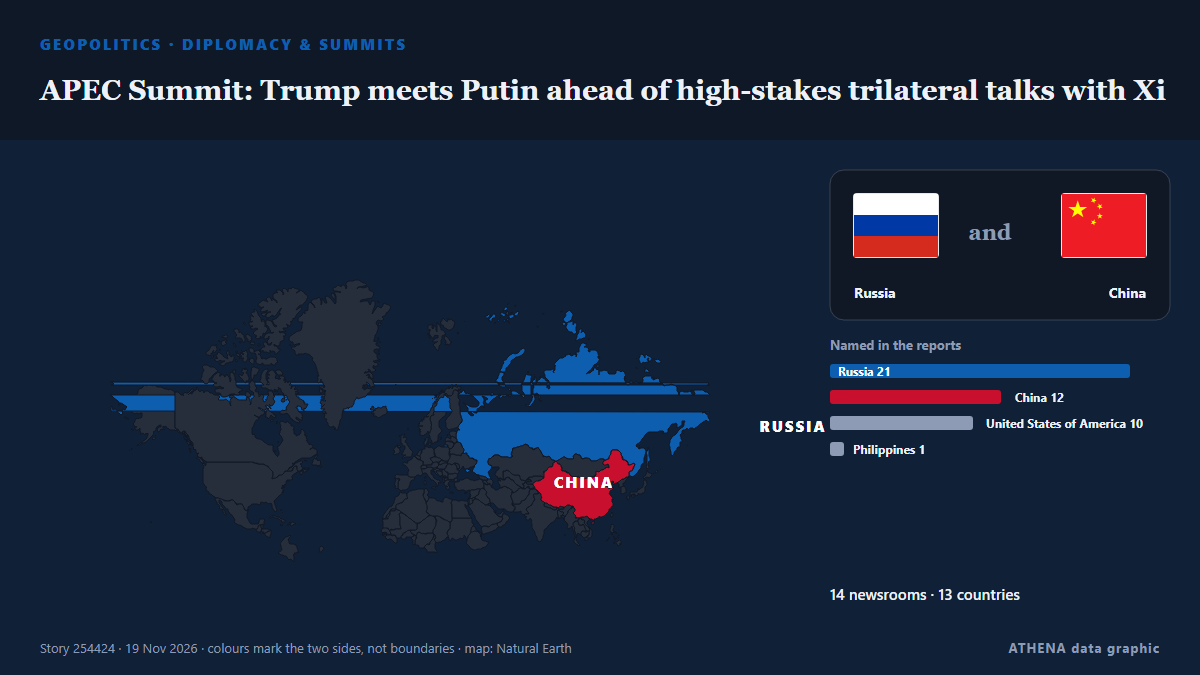 GEOPOLITICS · DIPLOMACY & SUMMITS
APEC Summit: Trump meets Putin ahead of high-stakes trilateral talks with Xi
and
Russia
China
Named in the reports
Russia 21
China 12
United States of America 10
Philippines 1
RUSSIA
CHINA
14 newsrooms · 13 countries
Story 254424 · 19 Nov 2026 · colours mark the two sides, not boundaries · map: Natural Earth
ATHENA data graphic